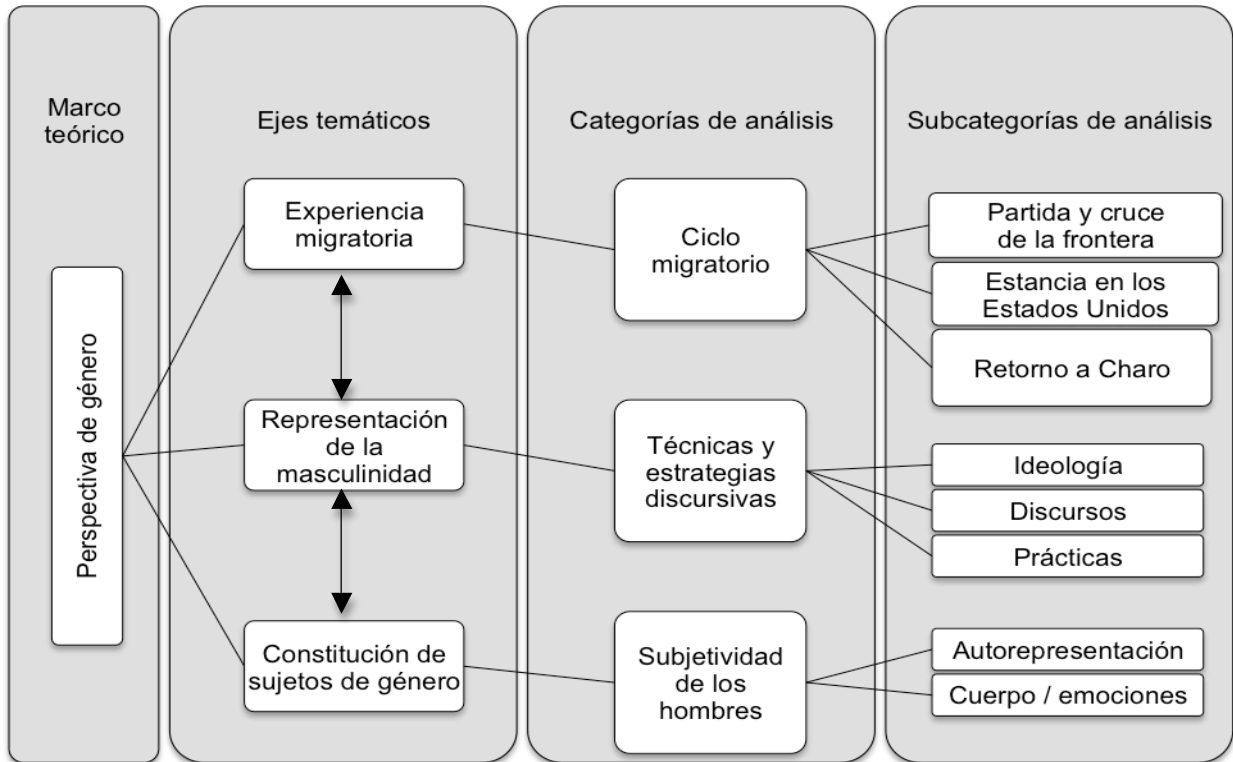 Marco
teórico
Perspectiva de género
Ejes temáticos
Experiencia
migratoria
Representación
de la
masculinidad
Constitución de
sujetos de género
Categorías de análisis
Ciclo
migratorio
Técnicas y
estrategias
discursivas
Subjetividad
de los
hombres
Subcategorías de análisis
Partida y cruce
de la frontera
Estancia en los
Estados Unidos
Retorno a Charo
Ideología
Discursos
Prácticas
Autorepresentación
Cuerpo / emociones